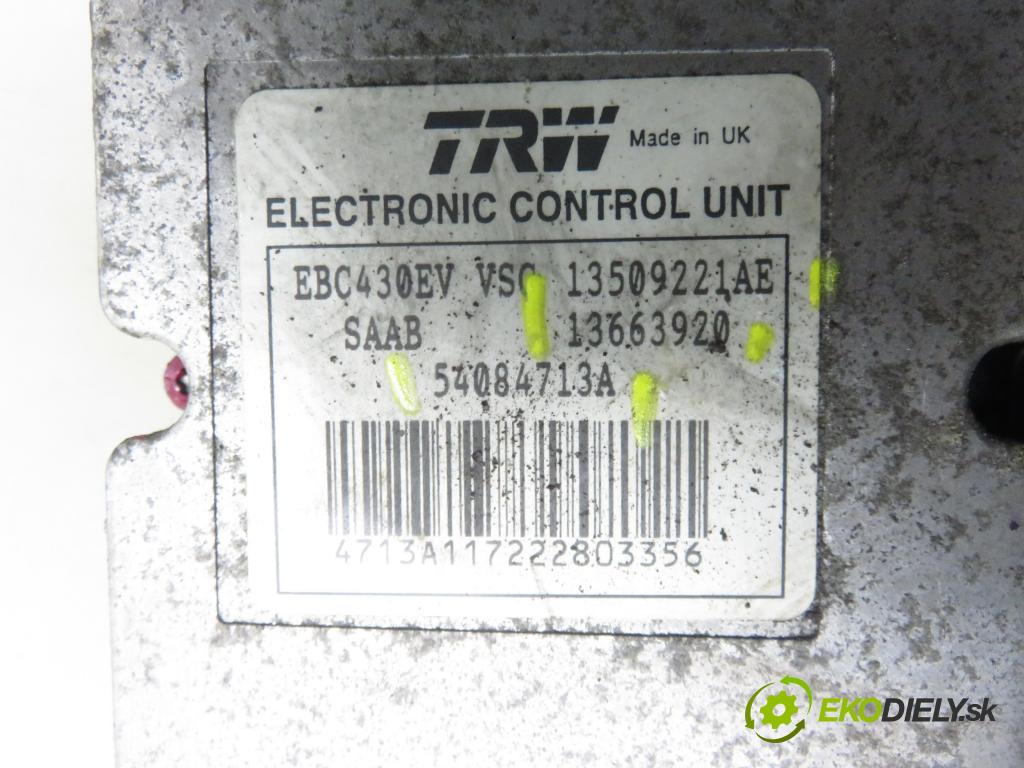 TRW Made in UK
ELECTRONIC CONTROL UNIT
EBC430EV VSC 13509221AE
SAAB 13663920
54084713A
4713A117222803356
EKODIELY.sk